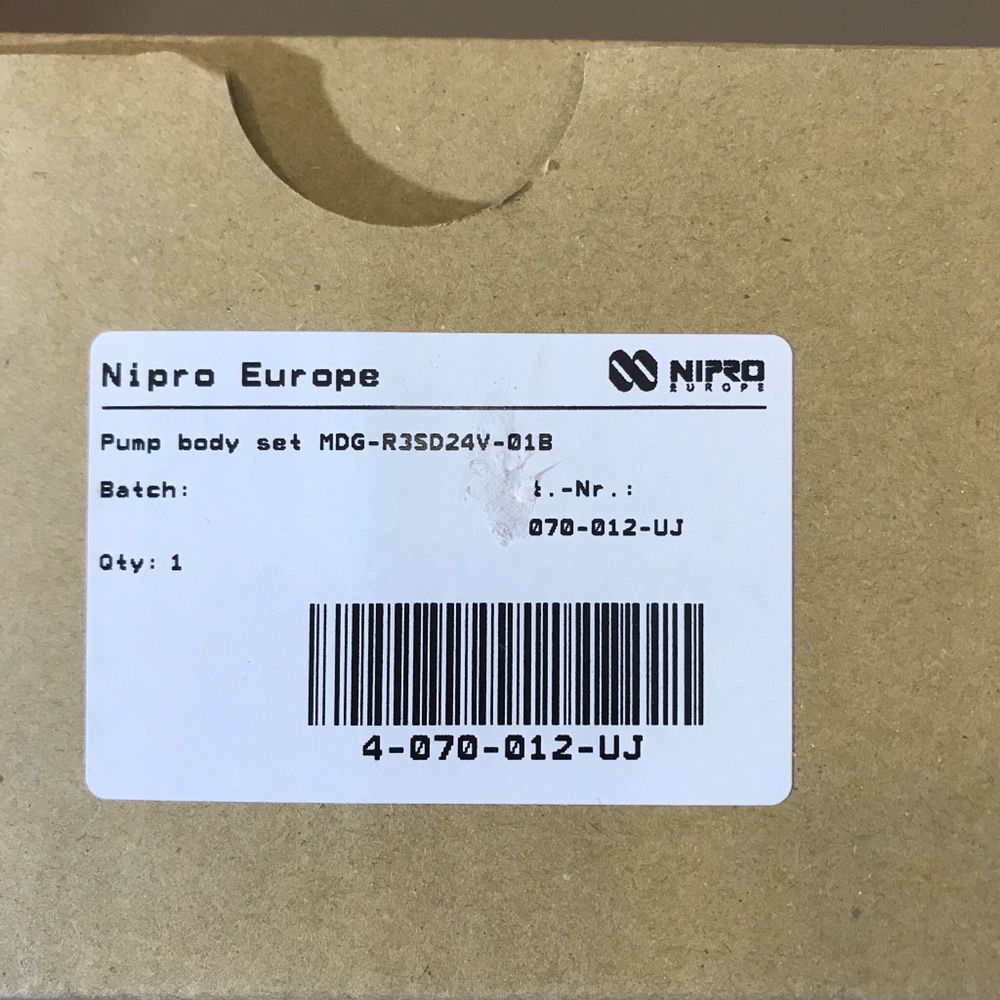 Nipro Europe
NIPRO
EUROPE
Pump body set MDG-R3SD24V-01B
Batch:
t.-Nr.:
070-012-UJ
Qty: 1
4-070-012-UJ